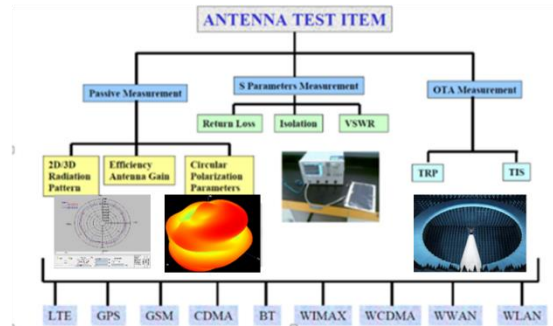 ANTENNA TEST ITEM
Passive Measurement
S Parameters Measurement
OTA Measurement
Return Loss
Isolation
VSWR
2D/3D
Radiation
Pattern
Efficiency
Antenna Gain
Circular
Polarization
Parameters
TRP
TIS
LTE
GPS
GSM
CDMA
BT
WIMAX
WCDMA
WWAN
WLAN